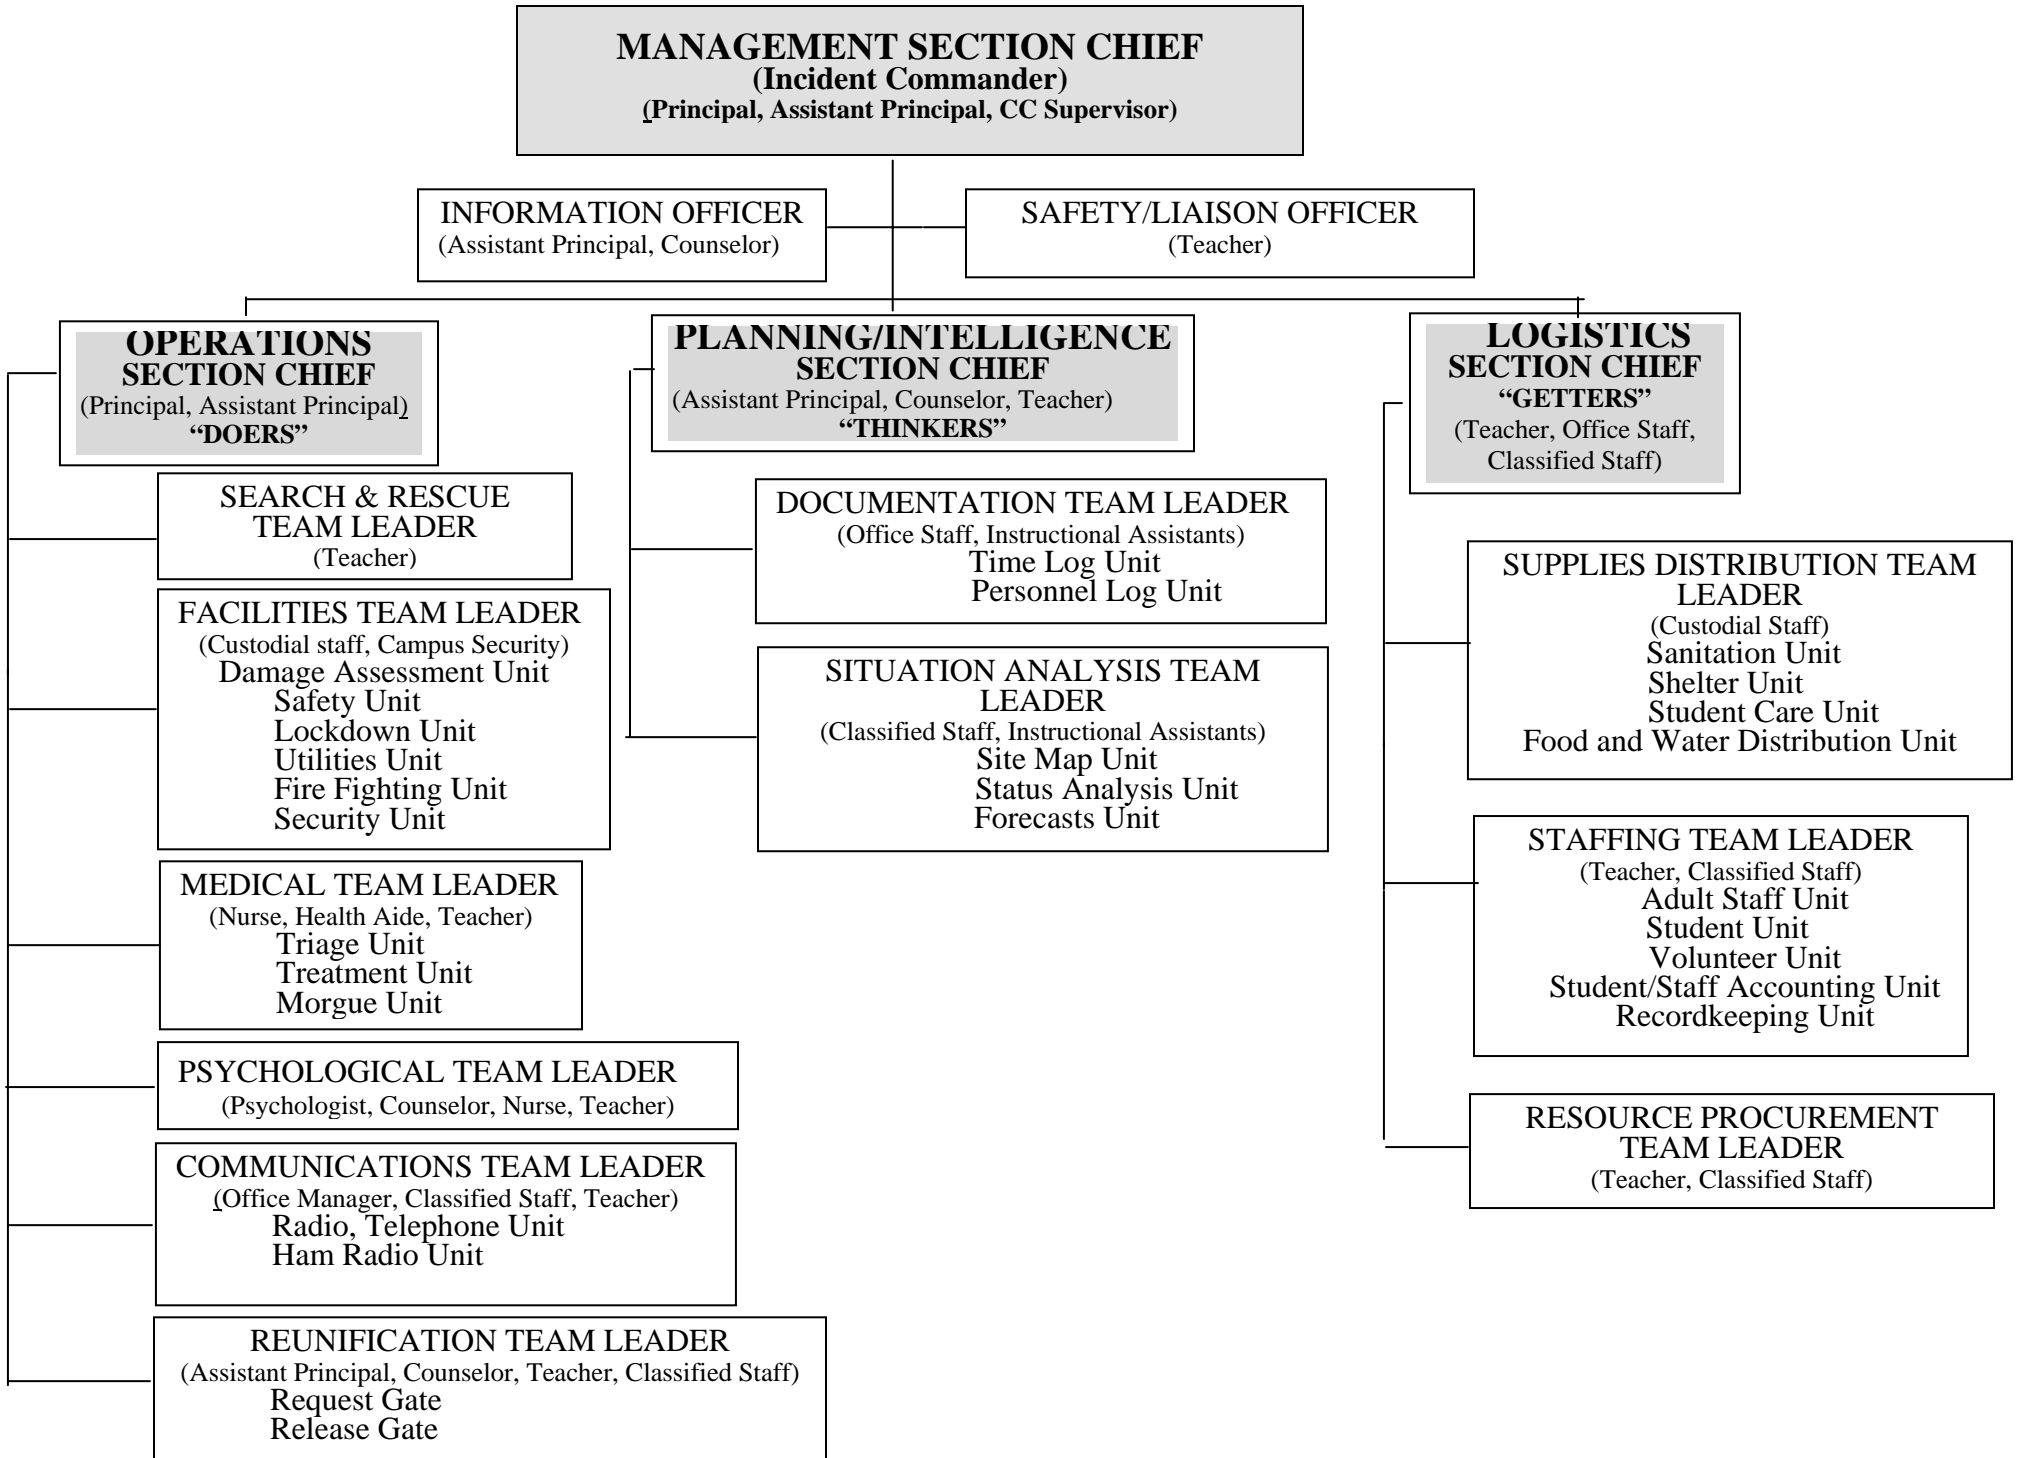 MANAGEMENT SECTION CHIEF
(Incident Commander)
(Principal, Assistant Principal, CC Supervisor)
INFORMATION OFFICER
(Assistant Principal, Counselor)
SAFETY/LIAISON OFFICER
(Teacher)
OPERATIONS
SECTION CHIEF
(Principal, Assistant Principal)
“DOERS”
SEARCH & RESCUE
TEAM LEADER
(Teacher)
FACILITIES TEAM LEADER
(Custodial staff, Campus Security)
Damage Assessment Unit
Safety Unit
Lockdown Unit
Utilities Unit
Fire Fighting Unit
Security Unit
MEDICAL TEAM LEADER
(Nurse, Health Aide, Teacher)
Triage Unit
Treatment Unit
Morgue Unit
PSYCHOLOGICAL TEAM LEADER
(Psychologist, Counselor, Nurse, Teacher)
COMMUNICATIONS TEAM LEADER
(Office Manager, Classified Staff, Teacher)
Radio, Telephone Unit
Ham Radio Unit
REUNIFICATION TEAM LEADER
(Assistant Principal, Counselor, Teacher, Classified Staff)
Request Gate
Release Gate
PLANNING/INTELLIGENCE
SECTION CHIEF
(Assistant Principal, Counselor, Teacher)
“THINKERS”
DOCUMENTATION TEAM LEADER
(Office Staff, Instructional Assistants)
Time Log Unit
Personnel Log Unit
SITUATION ANALYSIS TEAM
LEADER
(Classified Staff, Instructional Assistants)
Site Map Unit
Status Analysis Unit
Forecasts Unit
LOGISTICS
SECTION CHIEF
“GETTERS”
(Teacher, Office Staff,
Classified Staff)
SUPPLIES DISTRIBUTION TEAM
LEADER
(Custodial Staff)
Sanitation Unit
Shelter Unit
Student Care Unit
Food and Water Distribution Unit
STAFFING TEAM LEADER
(Teacher, Classified Staff)
Adult Staff Unit
Student Unit
Volunteer Unit
Student/Staff Accounting Unit
Recordkeeping Unit
RESOURCE PROCUREMENT
TEAM LEADER
(Teacher, Classified Staff)